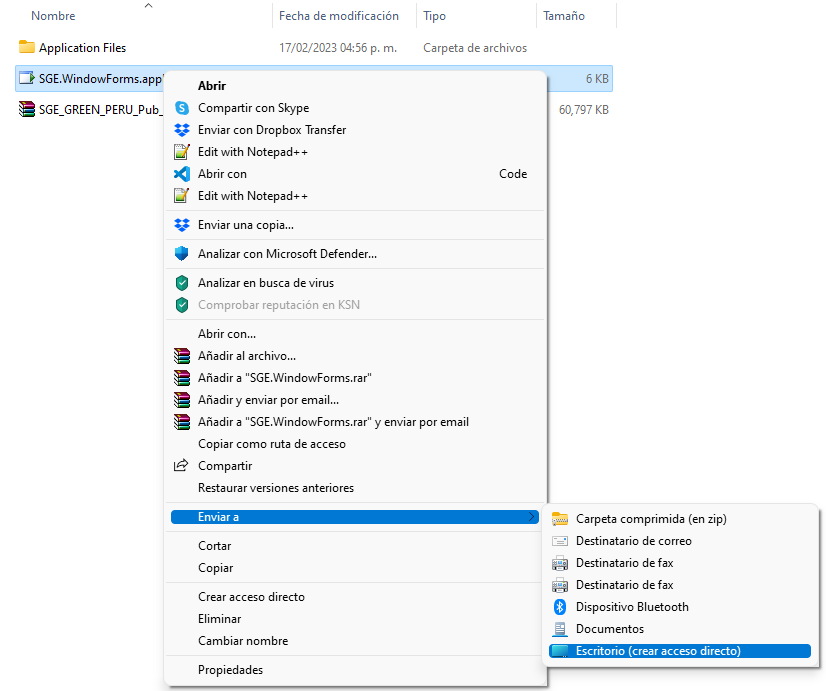 Nombre Fecha de modificación Tipo Tamaño
Application Files 17/02/2023 04:56 p. m. Carpeta de archivos
SGE.WindowForms.appl 6 KB
SGE_GREEN_PERU_Pub_ 60,797 KB
Abrir
Compartir con Skype
Enviar con Dropbox Transfer
Edit with Notepad++
Abrir con Code
Edit with Notepad++
Enviar una copia...
Analizar con Microsoft Defender...
Analizar en busca de virus
Comprobar reputación en KSN
Abrir con...
Añadir al archivo...
Añadir a "SGE.WindowForms.rar"
Añadir y enviar por email...
Añadir a "SGE.WindowForms.rar" y enviar por email
Copiar como ruta de acceso
Compartir
Restaurar versiones anteriores
Enviar a
Cortar
Copiar
Crear acceso directo
Eliminar
Cambiar nombre
Propiedades
Carpeta comprimida (en zip)
Destinatario de correo
Destinatario de fax
Destinatario de fax
Dispositivo Bluetooth
Documentos
Escritorio (crear acceso directo)